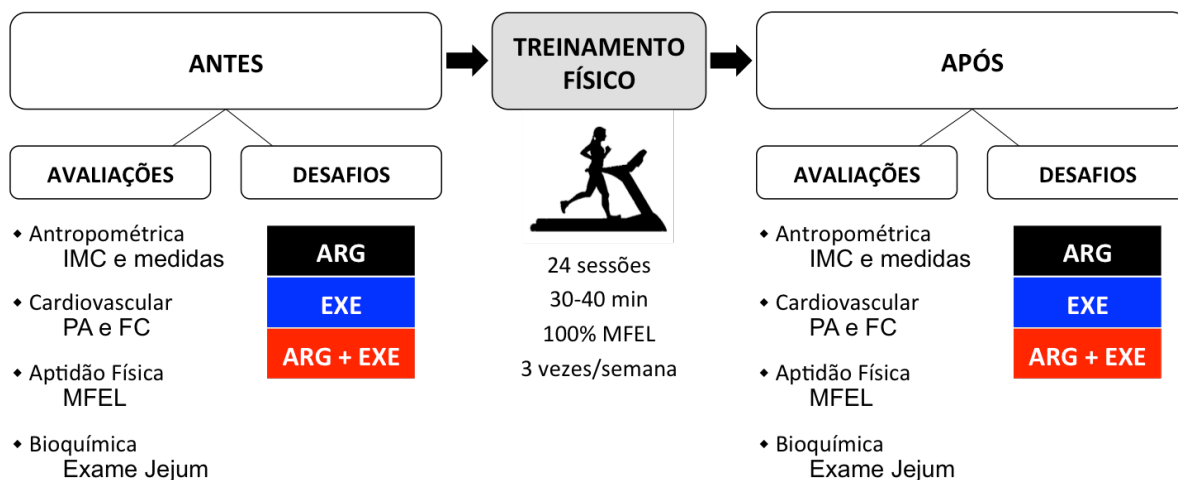 ANTES
AVALIAÇÕES
DESAFIOS
◆ Antropométrica
IMC e medidas
◆ Cardiovascular
PA e FC
◆ Aptidão Física
MFEL
◆ Bioquímica
Exame Jejum
ARG
EXE
ARG + EXE
TREINAMENTO
FÍSICO
24 sessões
30-40 min
100% MFEL
3 vezes/semana
APÓS
AVALIAÇÕES
DESAFIOS
◆ Antropométrica
IMC e medidas
◆ Cardiovascular
PA e FC
◆ Aptidão Física
MFEL
◆ Bioquímica
Exame Jejum
ARG
EXE
ARG + EXE